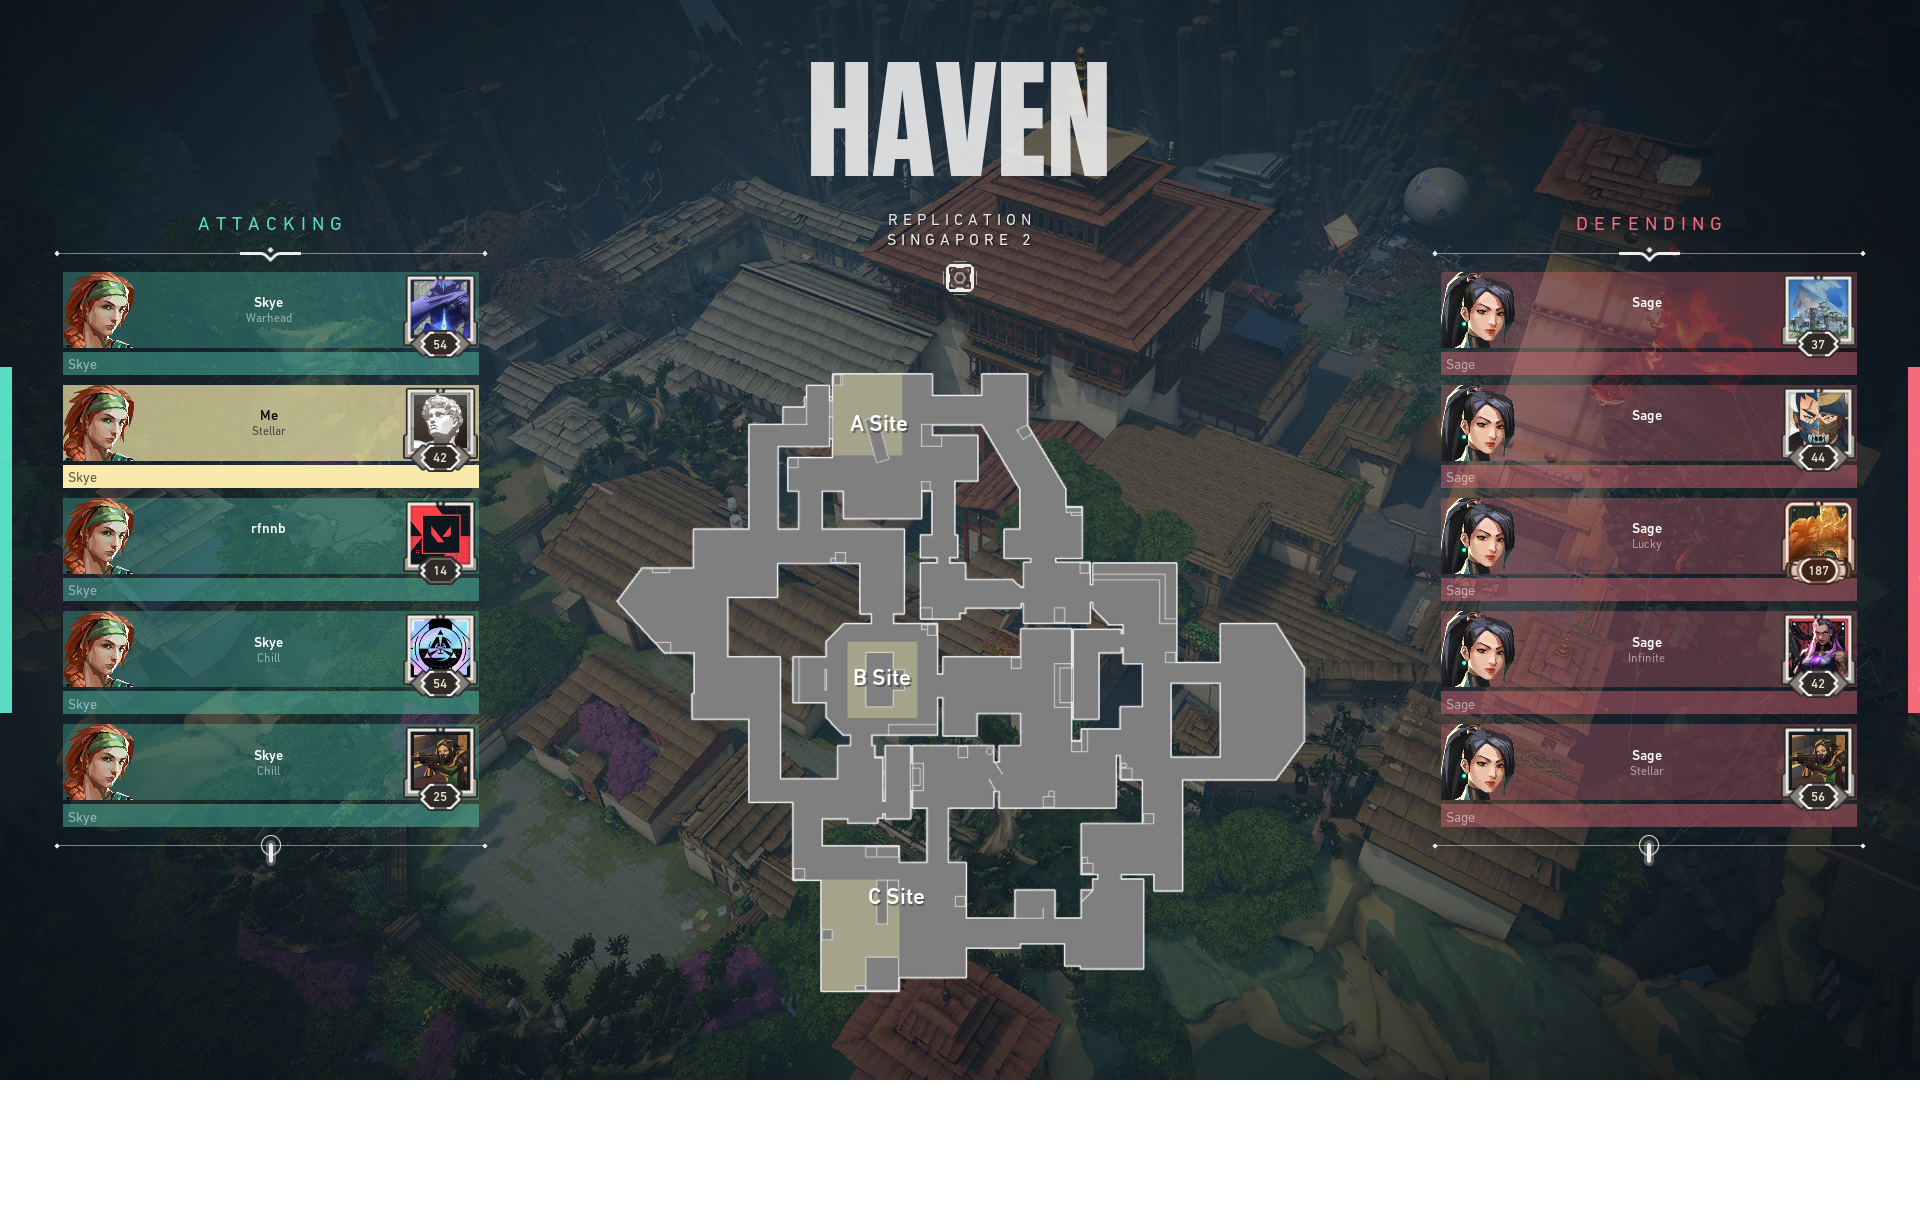 HAVEN
REPLICATION
SINGAPORE 2
ATTACKING
Skye
Warhead
54
Skye
Me
Stellar
42
Skye
rfnnb
14
Skye
Skye
Chill
54
Skye
Skye
Chill
25
Skye
A Site
B Site
C Site
DEFENDING
Sage
37
Sage
Sage
44
Sage
Sage
Lucky
187
Sage
Sage
Infinite
42
Sage
Sage
Stellar
56
Sage